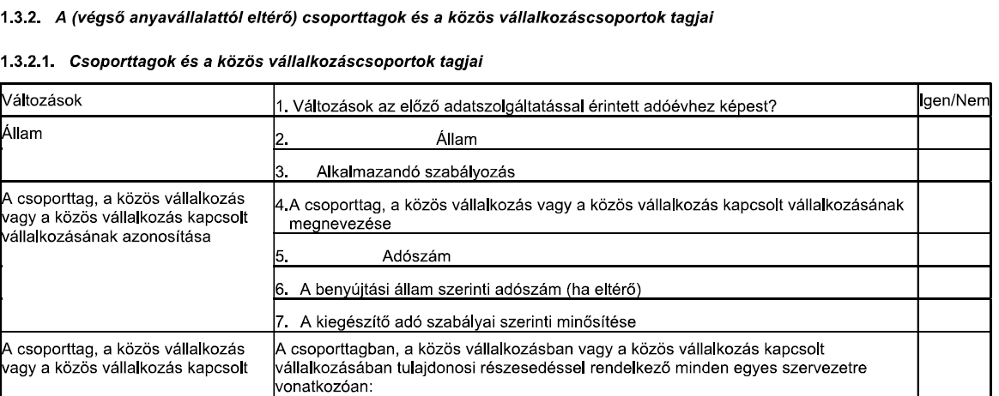 1.3.2. A (végső anyavállalattól eltérő) csoporttagok és a közös vállalkozáscsoportok tagjai
1.3.2.1. Csoporttagok és a közös vállalkozáscsoportok tagjai
Változások
1. Változások az előző adatszolgáltatással érintett adóévhez képest?
Igen/Nem
Állam
2. Állam
3. Alkalmazandó szabályozás
A csoporttag, a közös vállalkozás
vagy a közös vállalkozás kapcsolt
vállalkozásának azonosítása
4. A csoporttag, a közös vállalkozás vagy a közös vállalkozás kapcsolt vállalkozásának
megnevezése
5. Adószám
6. A benyújtási állam szerinti adószám (ha eltérő)
7. A kiegészítő adó szabályai szerinti minősítése
A csoporttag, a közös vállalkozás
vagy a közös vállalkozás kapcsolt
A csoporttagban, a közös vállalkozásban vagy a közös vállalkozás kapcsolt
vállalkozásában tulajdonosi részesedéssel rendelkező minden egyes szervezetre
vonatkozóan: